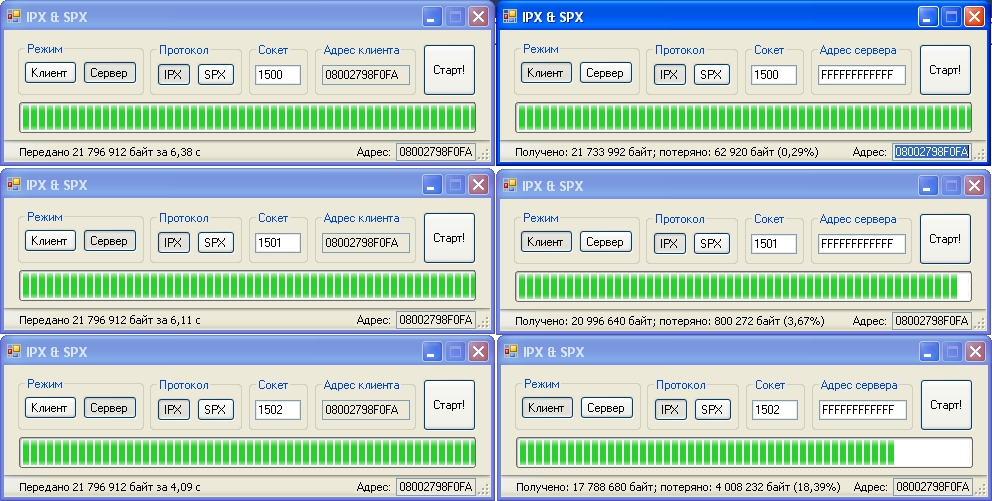 IPX & SPX
Режим Протокол Сокет Адрес клиента
Клиент Сервер IPX SPX 1500 08002798F0FA Старт!
Передано 21 796 912 байт за 6,38 с Адрес: 08002798F0FA
IPX & SPX
Режим Протокол Сокет Адрес сервера
Клиент Сервер IPX SPX 1500 FFFFFFFFFFFF Старт!
Получено: 21 733 992 байт; потеряно: 62 920 байт (0,29%) Адрес: 08002798F0FA
IPX & SPX
Режим Протокол Сокет Адрес клиента
Клиент Сервер IPX SPX 1501 08002798F0FA Старт!
Передано 21 796 912 байт за 6,11 с Адрес: 08002798F0FA
IPX & SPX
Режим Протокол Сокет Адрес сервера
Клиент Сервер IPX SPX 1501 FFFFFFFFFFFF Старт!
Получено: 20 996 640 байт; потеряно: 800 272 байт (3,67%) Адрес: 08002798F0FA
IPX & SPX
Режим Протокол Сокет Адрес клиента
Клиент Сервер IPX SPX 1502 08002798F0FA Старт!
Передано 21 796 912 байт за 4,09 с Адрес: 08002798F0FA
IPX & SPX
Режим Протокол Сокет Адрес сервера
Клиент Сервер IPX SPX 1502 FFFFFFFFFFFF Старт!
Получено: 17 788 680 байт; потеряно: 4 008 232 байт (18,39%) Адрес: 08002798F0FA